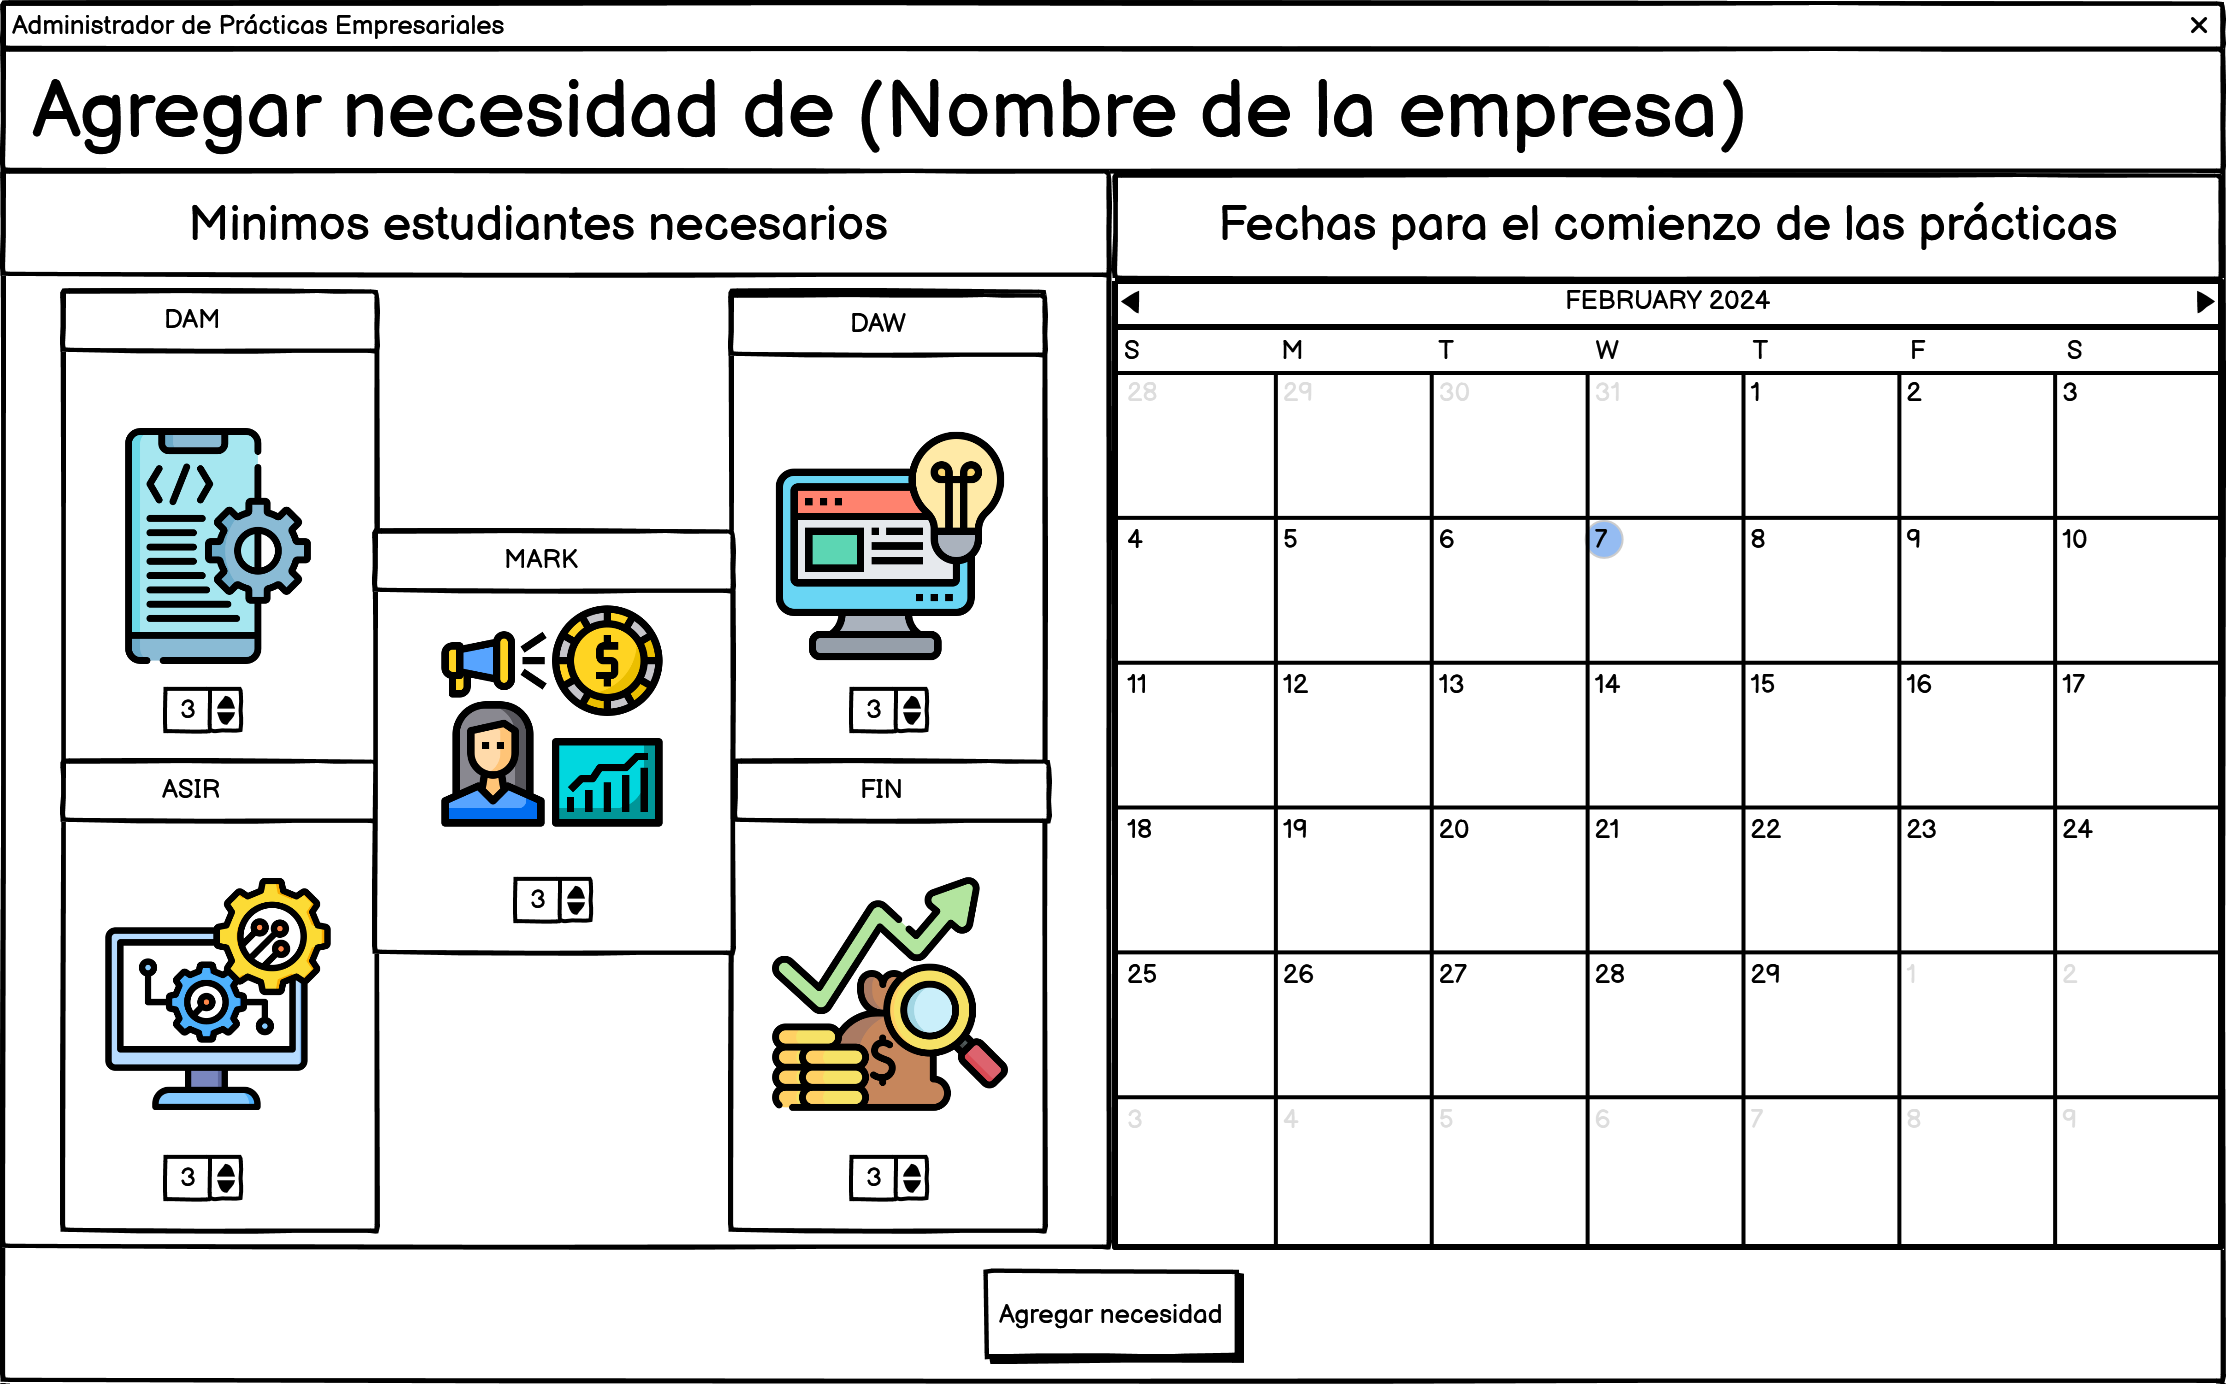 Administrador de Prácticas Empresariales
Agregar necesidad de (Nombre de la empresa)
Minimos estudiantes necesarios
DAM
DAW
3
3
MARK
$
3
ASIR
FIN
3
$
3
Fechas para el comienzo de las prácticas
FEBRUARY 2024
S M T W T F S
28 29 30 31 1 2 3
4 5 6 7 8 9 10
11 12 13 14 15 16 17
18 19 20 21 22 23 24
25 26 27 28 29 1 2
3 4 5 6 7 8 9
Agregar necesidad